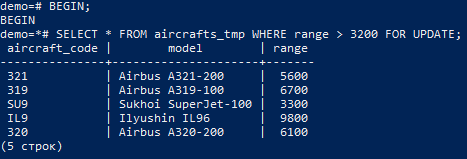 demo=# BEGIN;
BEGIN
demo=*# SELECT * FROM aircrafts_tmp WHERE range > 3200 FOR UPDATE;
 aircraft_code |        model        | range
---------------+---------------------+-------
 321           | Airbus A321-200     |  5600
 319           | Airbus A319-100     |  6700
 SU9           | Sukhoi SuperJet-100 |  3300
 IL9           | Ilyushin IL96       |  9800
 320           | Airbus A320-200     |  6100
(5 строк)